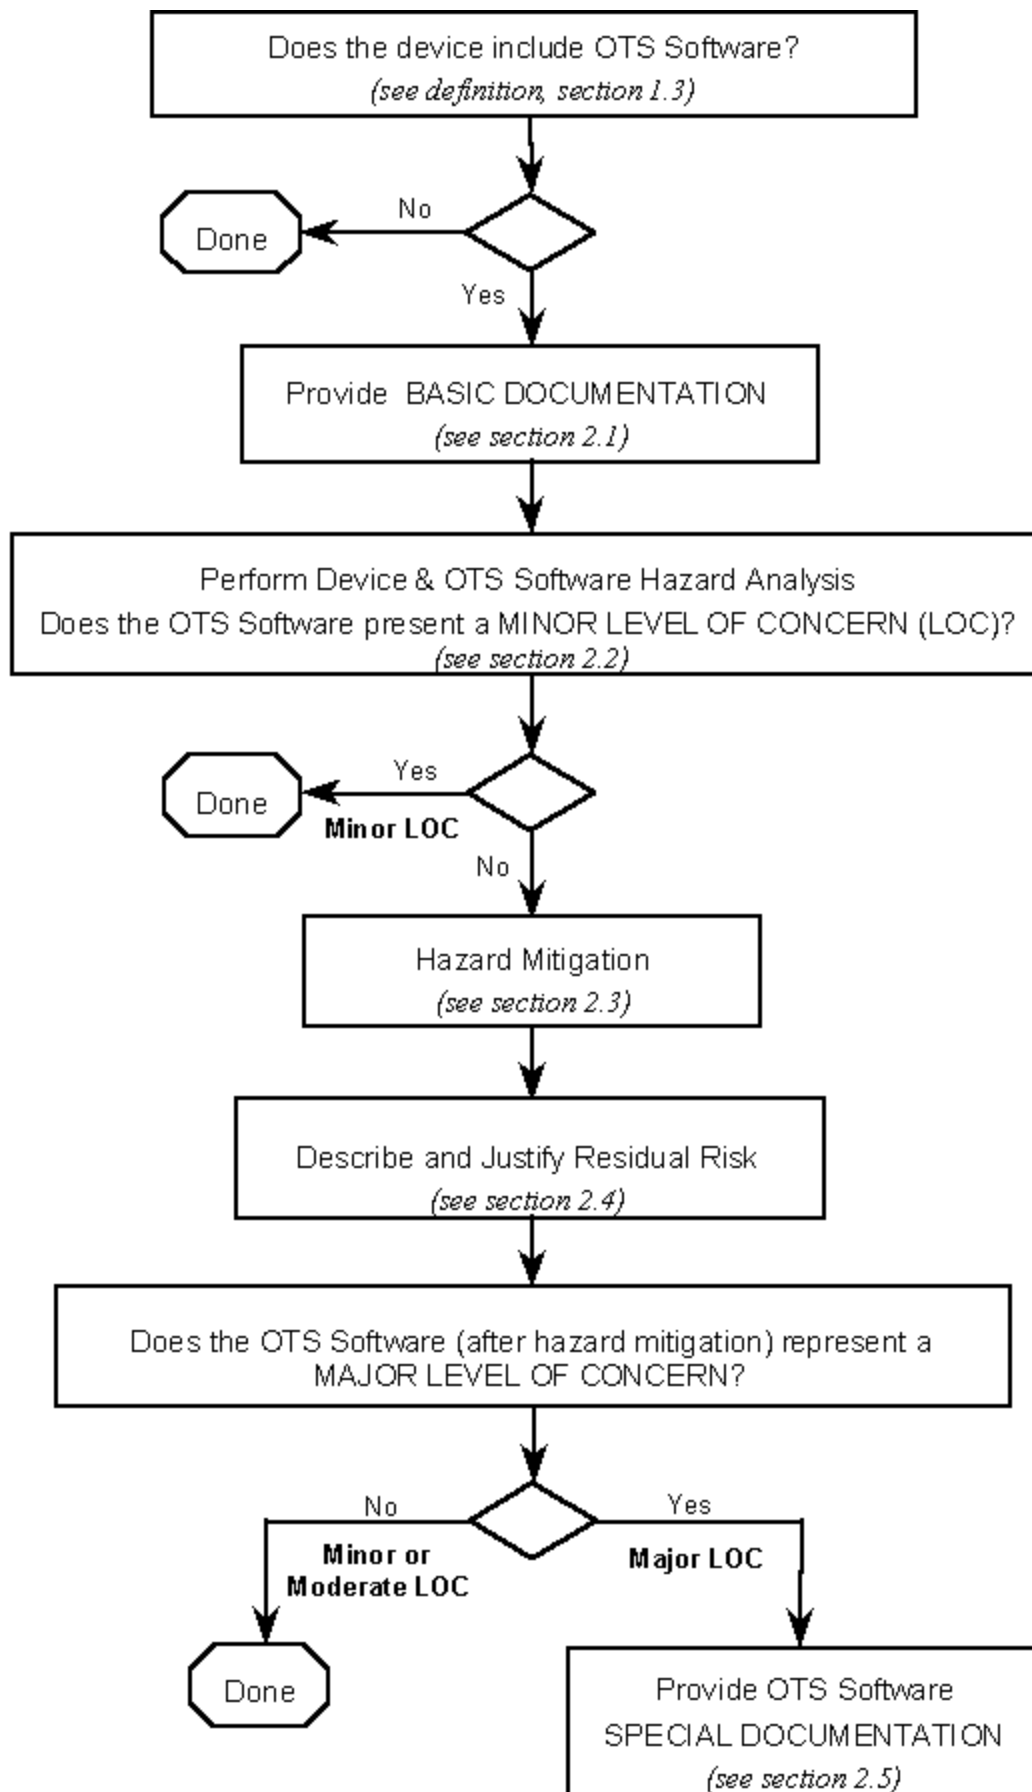 Does the device include OTS Software?
(see definition, section 1.3)
No
Done
Yes
Provide BASIC DOCUMENTATION
(see section 2.1)
Perform Device & OTS Software Hazard Analysis
Does the OTS Software present a MINOR LEVEL OF CONCERN (LOC)?
(see section 2.2)
Yes
Done
Minor LOC
No
Hazard Mitigation
(see section 2.3)
Describe and Justify Residual Risk
(see section 2.4)
Does the OTS Software (after hazard mitigation) represent a
MAJOR LEVEL OF CONCERN?
No
Yes
Minor or
Moderate LOC
Major LOC
Done
Provide OTS Software
SPECIAL DOCUMENTATION
(see section 2.5)